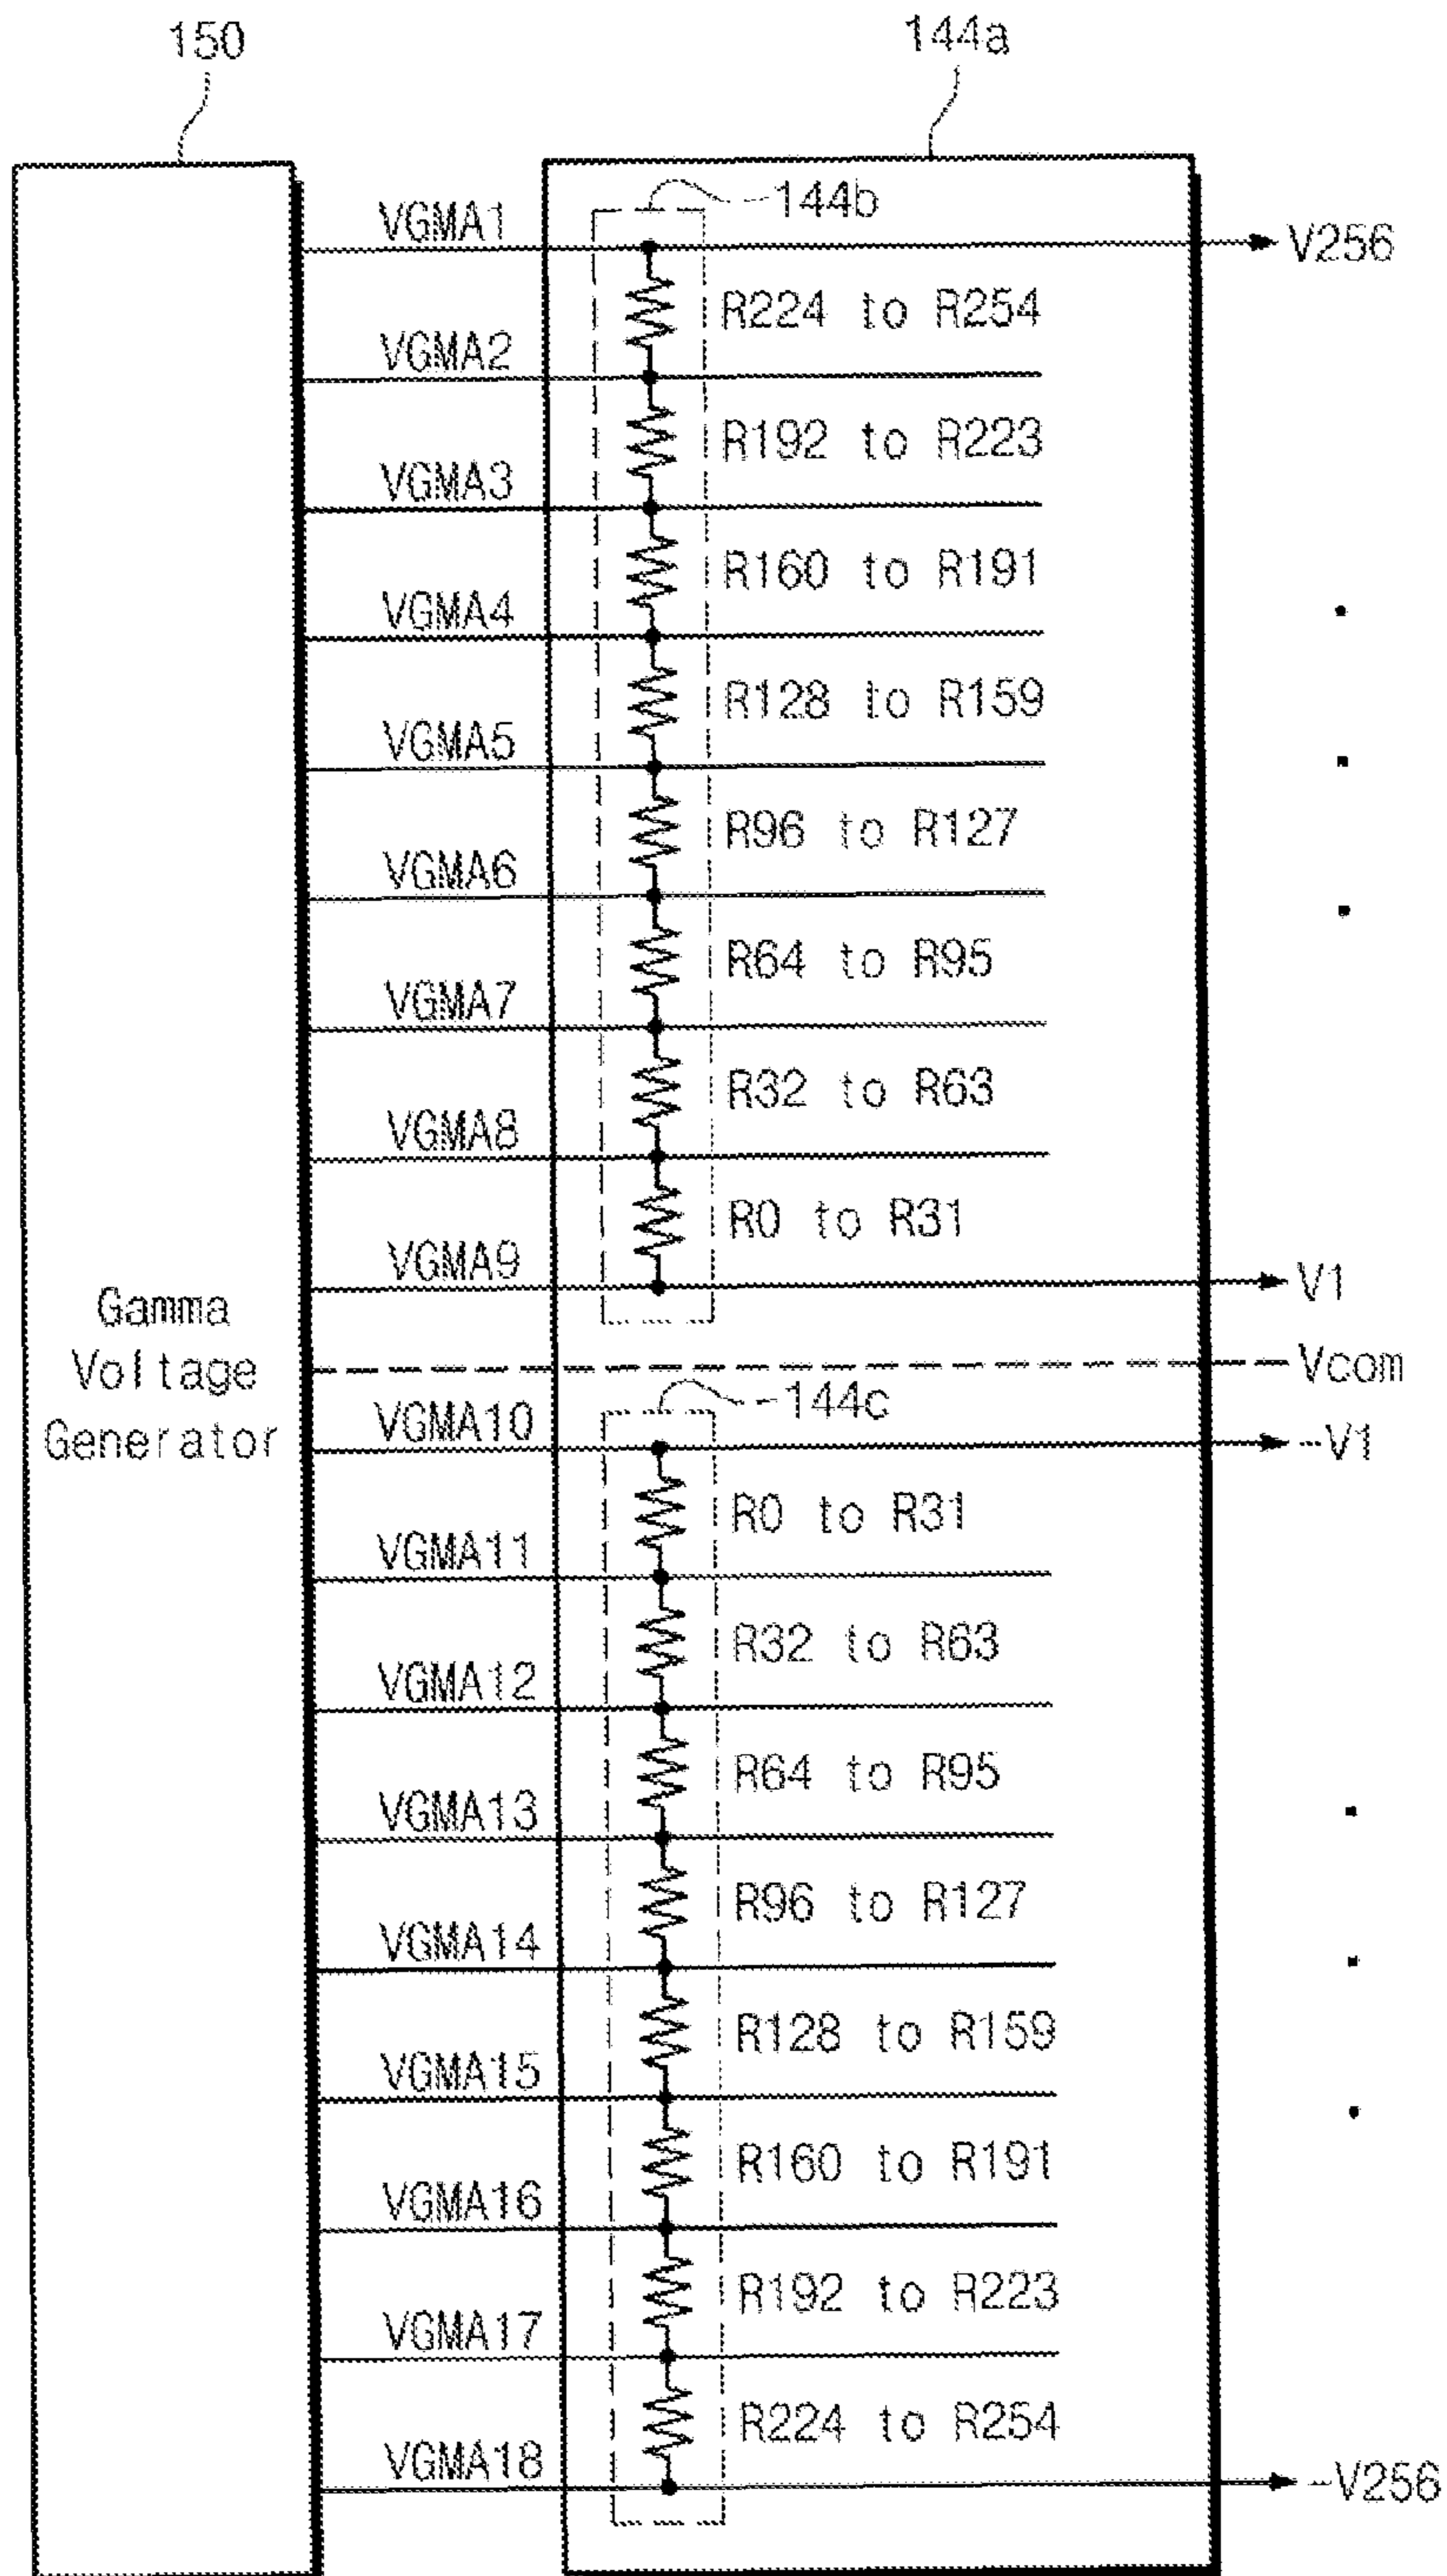 150
144a
144b
VGMA1
V256
R224 to R254
VGMA2
R192 to R223
VGMA3
R160 to R191
VGMA4
R128 to R159
VGMA5
R96 to R127
VGMA6
R64 to R95
VGMA7
R32 to R63
VGMA8
R0 to R31
VGMA9
V1
Gamma
Voltage
Generator
Vcom
144c
VGMA10
-V1
R0 to R31
VGMA11
R32 to R63
VGMA12
R64 to R95
VGMA13
R96 to R127
VGMA14
R128 to R159
VGMA15
R160 to R191
VGMA16
R192 to R223
VGMA17
R224 to R254
VGMA18
-V256